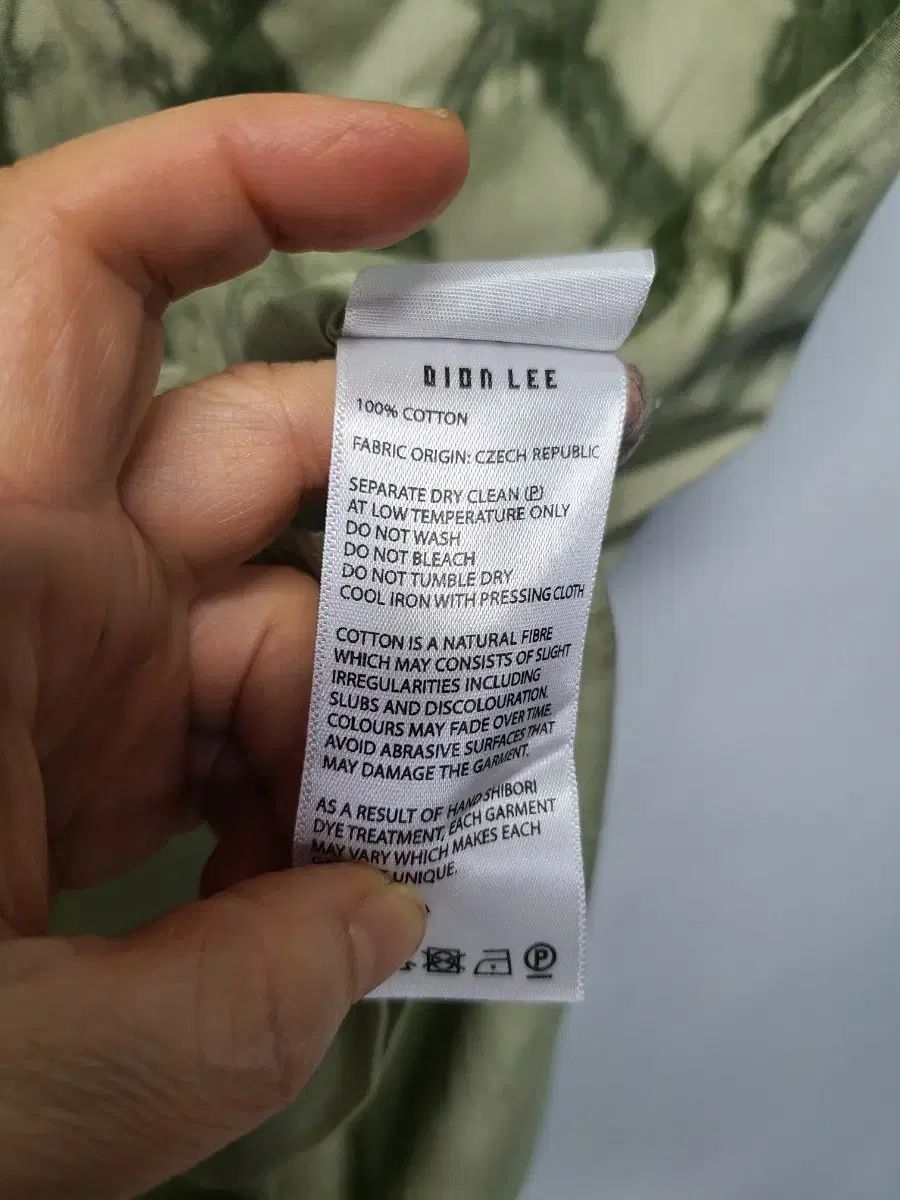 DION LEE
100% COTTON
FABRIC ORIGIN: CZECH REPUBLIC
SEPARATE DRY CLEAN (P)
AT LOW TEMPERATURE ONLY
DO NOT WASH
DO NOT BLEACH
DO NOT TUMBLE DRY
COOL IRON WITH PRESSING CLOTH
COTTON IS A NATURAL FIBRE
WHICH MAY CONSISTS OF SLIGHT
IRREGULARITIES INCLUDING
SLUBS AND DISCOLOURATION.
COLOURS MAY FADE OVER TIME.
AVOID ABRASIVE SURFACES THAT
MAY DAMAGE THE GARMENT.
AS A RESULT OF HAND SHIBORI
DYE TREATMENT, EACH GARMENT
MAY VARY WHICH MAKES EACH
UNIQUE.
P